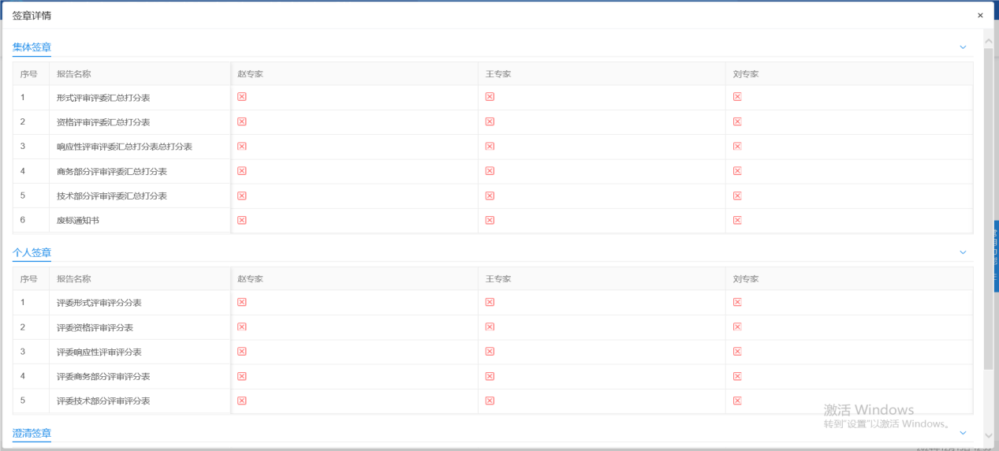 签章详情 ×
集体签章
序号 报告名称 赵专家 王专家 刘专家
1 形式评审评委汇总打分表
2 资格评审评委汇总打分表
3 响应性评审评委汇总打分表总打分表
4 商务部分评审评委汇总打分表
5 技术部分评审评委汇总打分表
6 废标通知书
个人签章
序号 报告名称 赵专家 王专家 刘专家
1 评委形式评审评分分表
2 评委资格评审评分表
3 评委响应性评审评分表
4 评委商务部分评审评分表
5 评委技术部分评审评分表
澄清签章
激活 Windows
转到"设置"以激活 Windows。